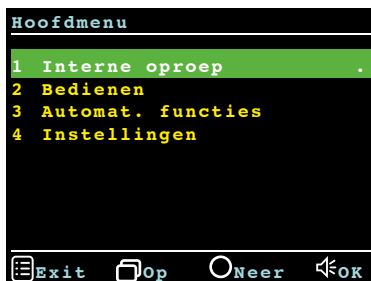 Hoofdmenu
1 Interne oproep .
2 Bedienen
3 Automat. functies
4 Instellingen
Exit Op Neer OK